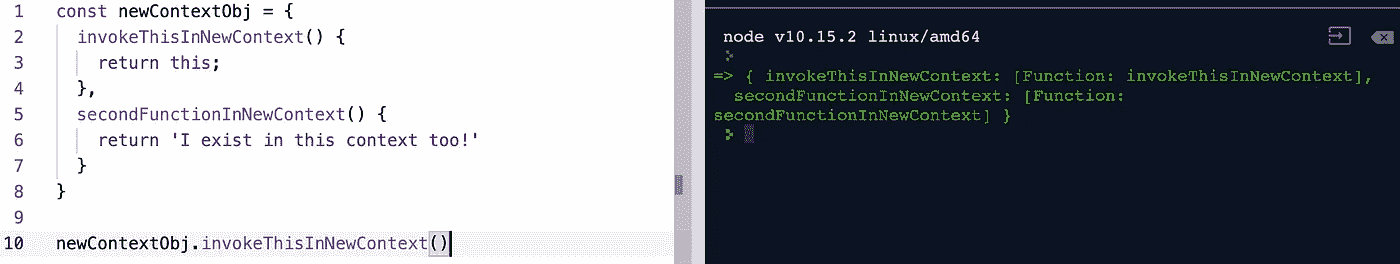 1 const newContextObj = {
2 invokeThisInNewContext() {
3 return this;
4 },
5 secondFunctionInNewContext() {
6 return 'I exist in this context too!'
7 }
8 }
9
10 newContextObj.invokeThisInNewContext()
node v10.15.2 linux/amd64
=> { invokeThisInNewContext: [Function: invokeThisInNewContext],
secondFunctionInNewContext: [Function:
secondFunctionInNewContext] }